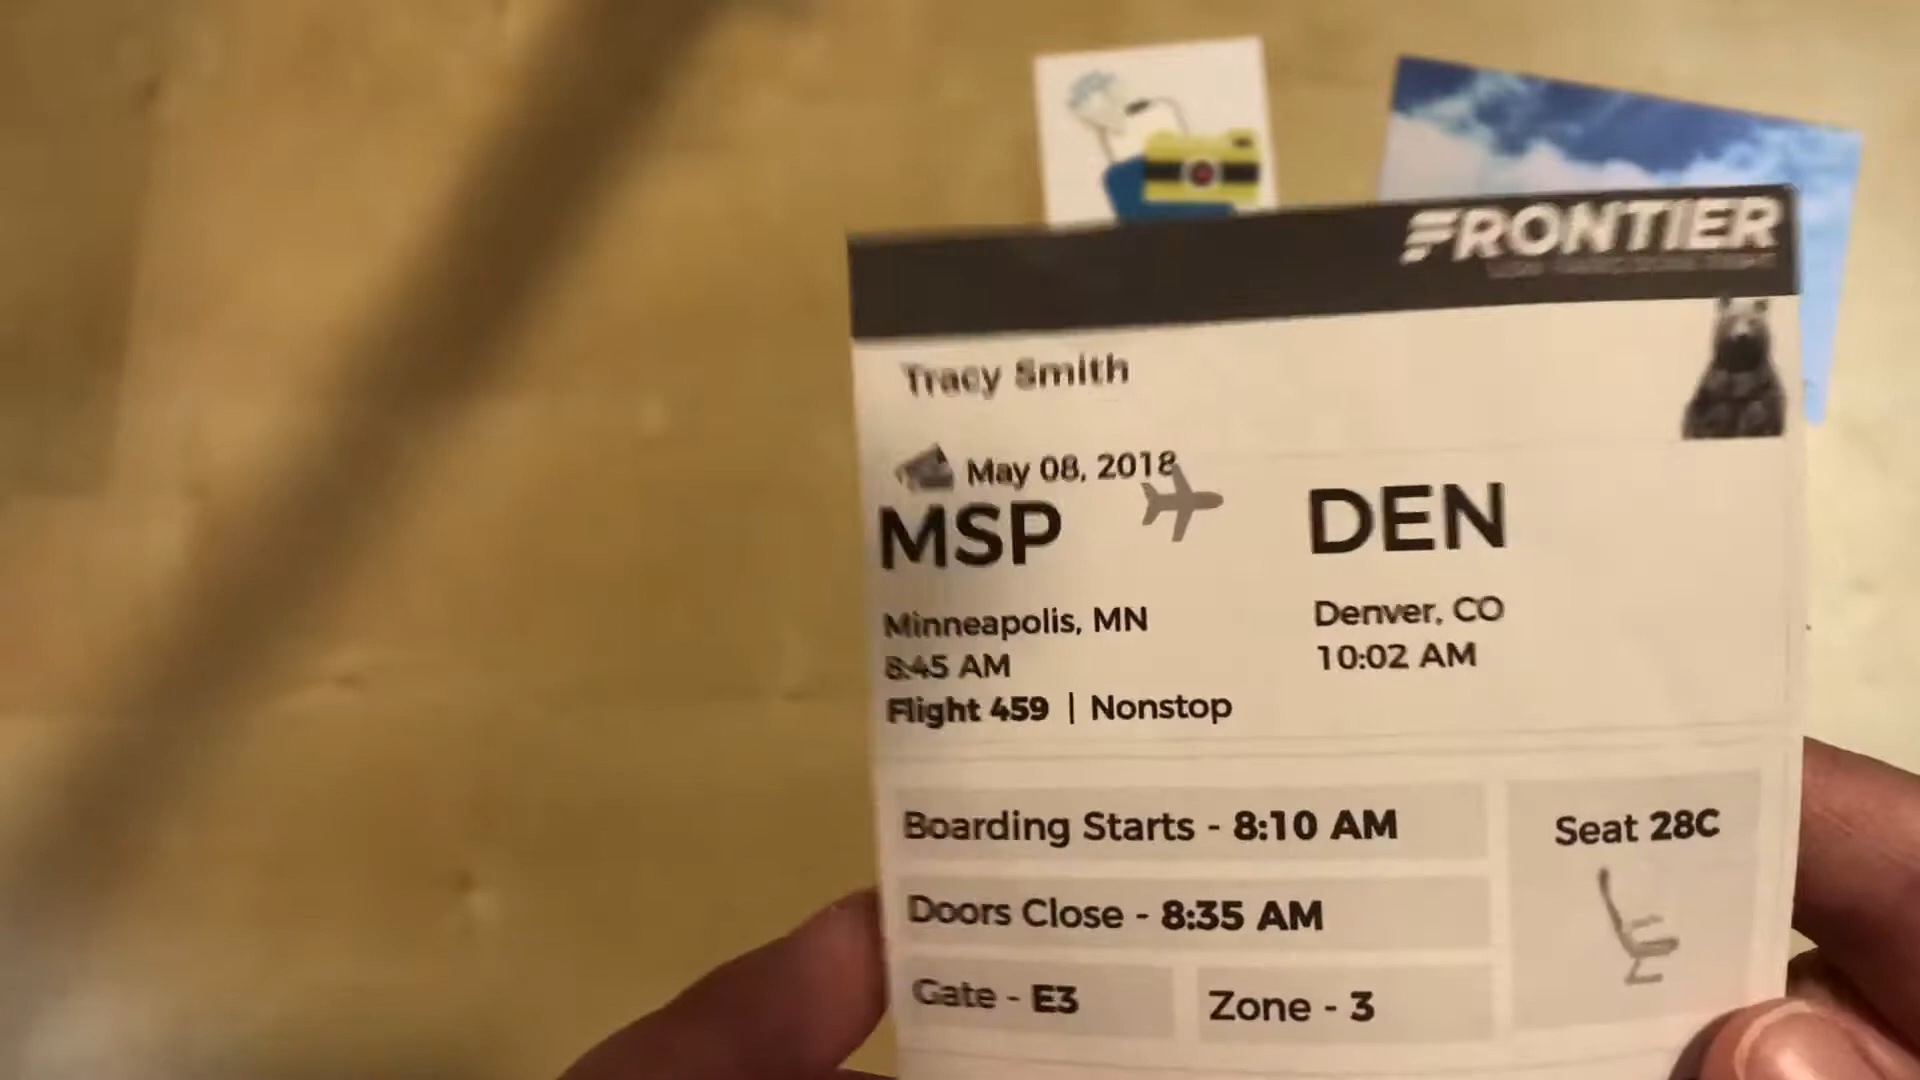 FRONTIER
Tracy Smith
May 08, 2018
MSP DEN
Minneapolis, MN Denver, CO
8:45 AM 10:02 AM
Flight 459 | Nonstop
Boarding Starts - 8:10 AM
Seat 28C
Doors Close - 8:35 AM
Gate - E3 Zone - 3